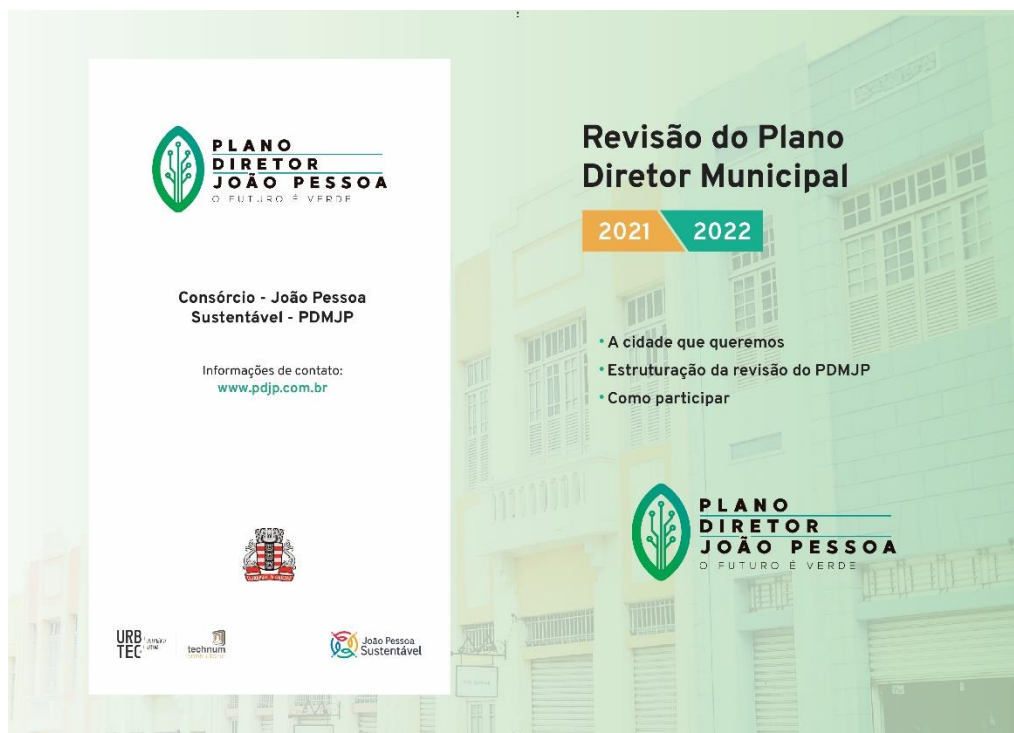 PLANO
DIRETOR
JOÃO PESSOA
O FUTURO É VERDE
Consórcio - João Pessoa
Sustentável - PDMJP
Informações de contato:
www.pdjp.com.br
URB
TEC
technum
João Pessoa
Sustentável
Revisão do Plano
Diretor Municipal
2021 2022
• A cidade que queremos
• Estruturação da revisão do PDMJP
• Como participar
PLANO
DIRETOR
JOÃO PESSOA
O FUTURO É VERDE